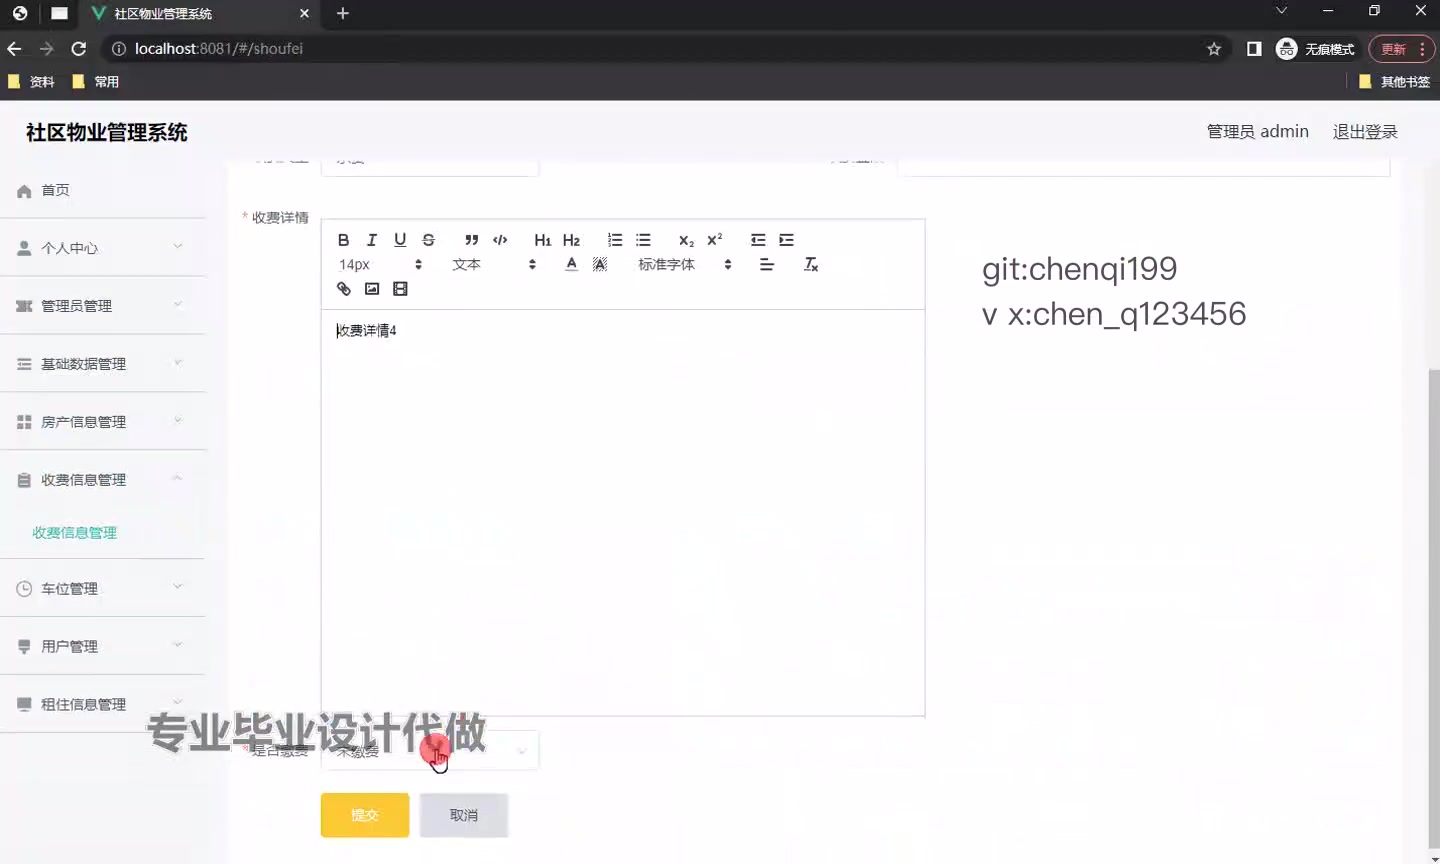 社区物业管理系统
localhost:8081/#/shoufei
无痕模式
更新
资料
常用
其他书签
社区物业管理系统
管理员 admin
退出登录
首页
个人中心
管理员管理
基础数据管理
房产信息管理
收费信息管理
收费信息管理
车位管理
用户管理
租住信息管理
* 收费详情
B I U S H1 H2 x2 x2
14px
文本
标准字体
收费详情4
git:chenqi199
v x:chen_q123456
专业毕业设计代做
*是否缴费
未缴费
提交
取消